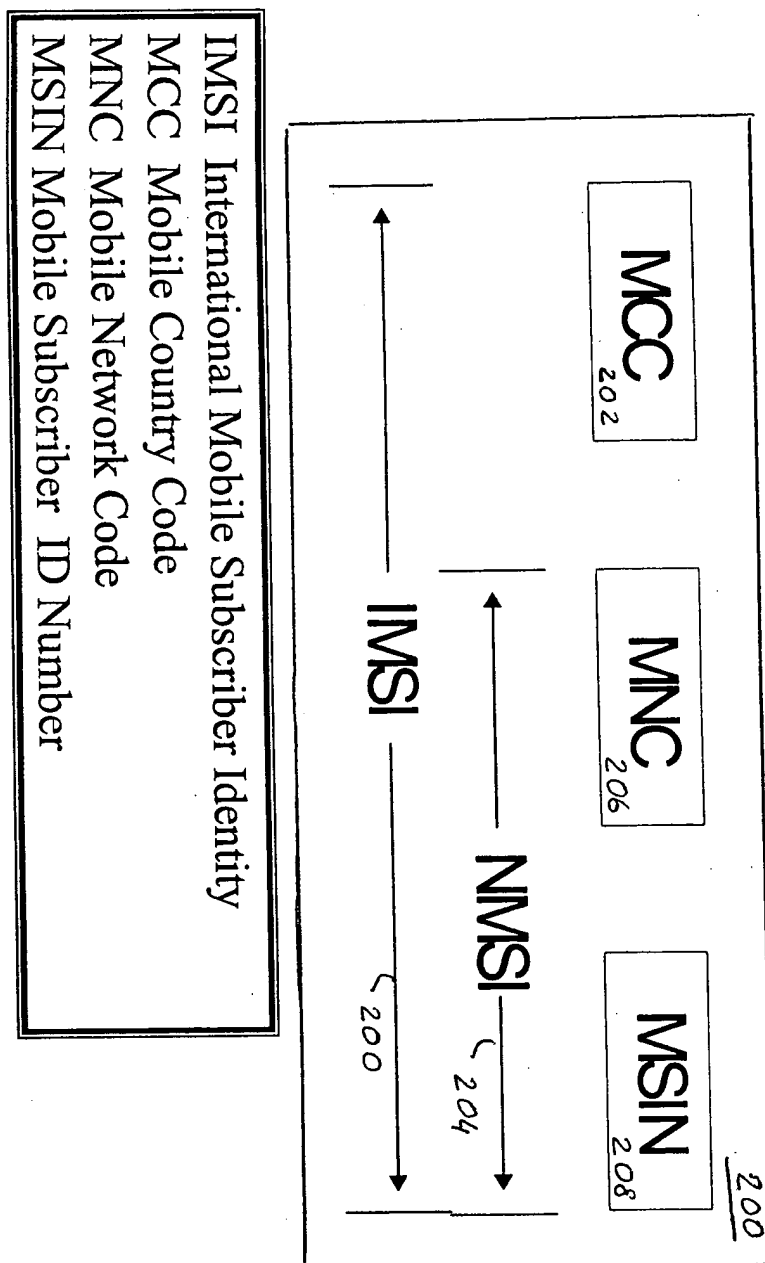 200
MCC MNC MSIN
202 206 208
NMSI
204
IMSI
200
IMSI International Mobile Subscriber Identity
MCC Mobile Country Code
MNC Mobile Network Code
MSIN Mobile Subscriber ID Number